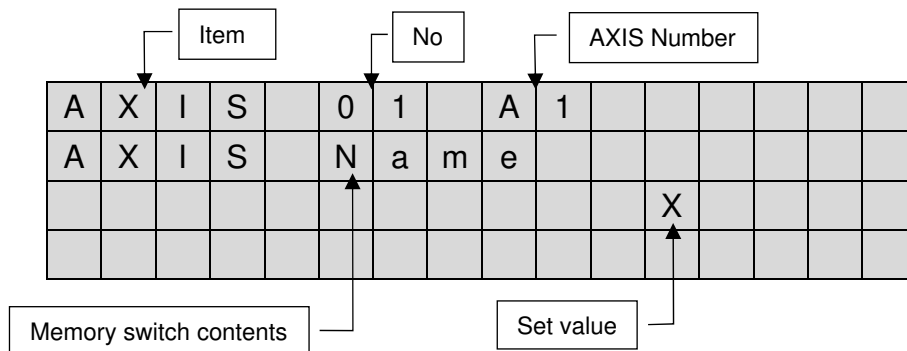 Item No AXIS Number
AXIS 01 A1
AXIS Name
X
Memory switch contents Set value